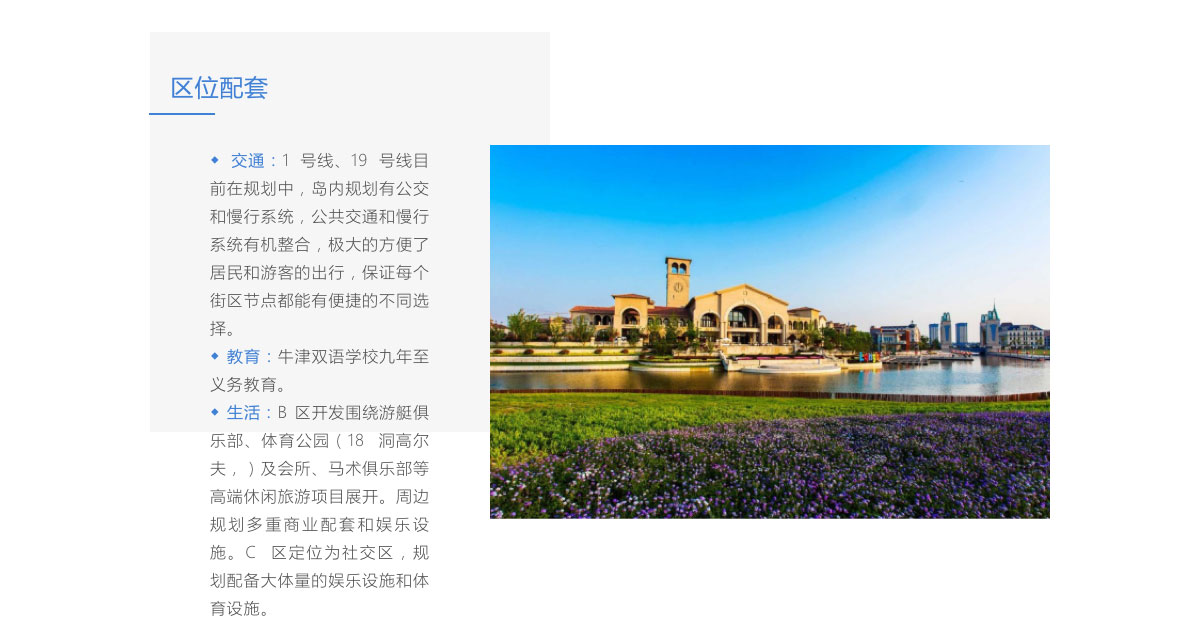 区位配套
◆ 交通：1 号线、19 号线目
前在规划中，岛内规划有公交
和慢行系统，公共交通和慢行
系统有机整合，极大的方便了
居民和游客的出行，保证每个
街区节点都能有便捷的不同选
择。
◆ 教育：牛津双语学校九年至
义务教育。
◆ 生活：B 区开发围绕游艇俱
乐部、体育公园（18 洞高尔
夫，）及会所、马术俱乐部等
高端休闲旅游项目展开。周边
规划多重商业配套和娱乐设
施。C 区定位为社交区，规
划配备大体量的娱乐设施和体
育设施。